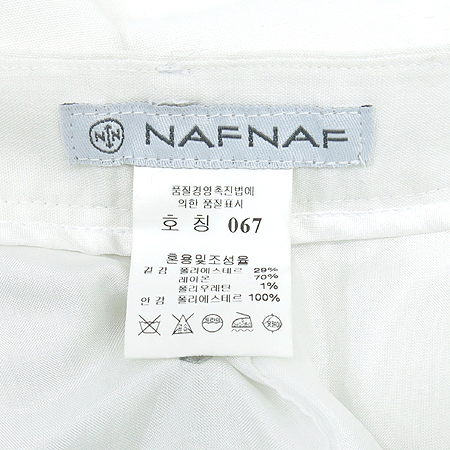 NAFNAF
품질경영촉진법에
의한 품질표시
호 칭 067
혼용및조성율
겉 감 폴리에스테르 29%
레이온 70%
폴리우레탄 1%
안 감 폴리에스테르 100%